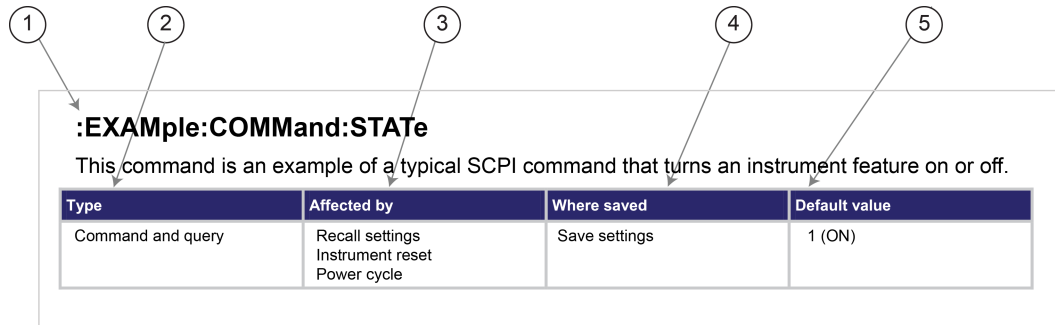 1 2 3 4 5
:EXAMple:COMMand:STATe
This command is an example of a typical SCPI command that turns an instrument feature on or off.
Type Affected by Where saved Default value
Command and query Recall settings Save settings 1 (ON)
Instrument reset
Power cycle